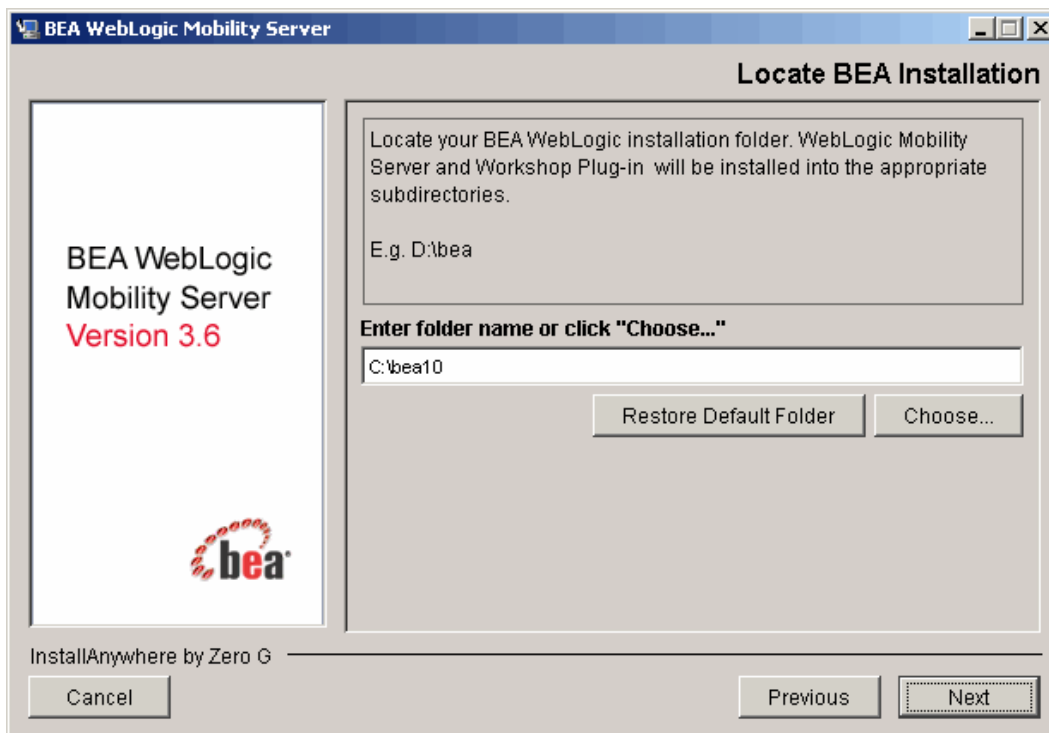 BEA WebLogic Mobility Server
Locate BEA Installation
BEA WebLogic
Mobility Server
Version 3.6
bea
Locate your BEA WebLogic installation folder. WebLogic Mobility
Server and Workshop Plug-in will be installed into the appropriate
subdirectories.
E.g. D:\bea
Enter folder name or click "Choose..."
C:\bea10
Restore Default Folder
Choose...
InstallAnywhere by Zero G
Cancel
Previous
Next